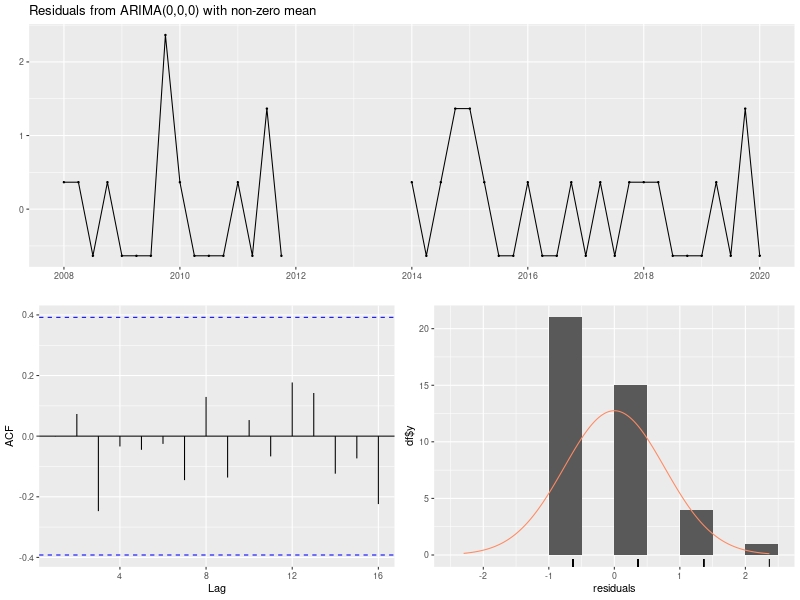 Residuals from ARIMA(0,0,0) with non-zero mean
2
1
0
2008 2010 2012 2014 2016 2018 2020
0.4
0.2
0.0
-0.2
-0.4
ACF
4 8 12 16
Lag
20
15
10
5
0
df$y
-2 -1 0 1 2
residuals